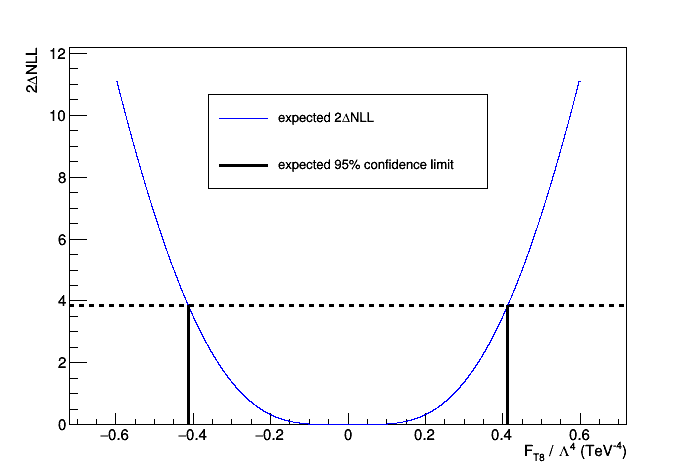 2ΔNLL
12
10
8
6
4
2
0
expected 2ΔNLL
expected 95% confidence limit
−0.6 −0.4 −0.2 0 0.2 0.4 0.6
F_T8 / Λ^4 (TeV^-4)